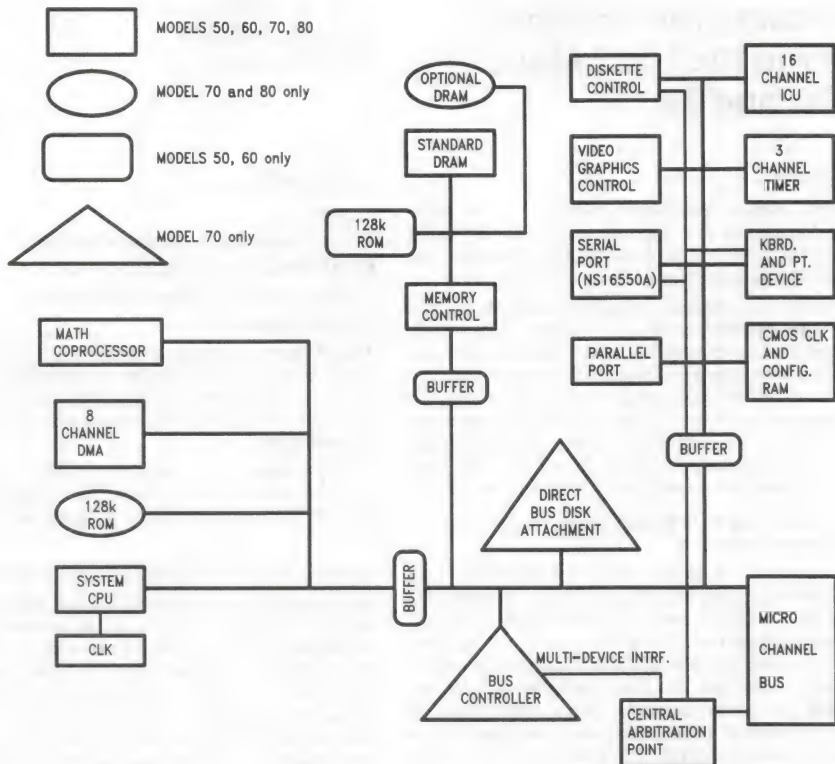 MODELS 50, 60, 70, 80
MODEL 70 and 80 only
MODELS 50, 60 only
MODEL 70 only
OPTIONAL
DRAM
STANDARD
DRAM
128k
ROM
MEMORY
CONTROL
BUFFER
DISKETTE
CONTROL
16
CHANNEL
ICU
VIDEO
GRAPHICS
CONTROL
3
CHANNEL
TIMER
SERIAL
PORT
(NS16550A)
KBRD.
AND PT.
DEVICE
PARALLEL
PORT
CMOS CLK
AND
CONFIG.
RAM
BUFFER
MATH
COPROCESSOR
8
CHANNEL
DMA
128k
ROM
SYSTEM
CPU
CLK
BUFFER
DIRECT
BUS DISK
ATTACHMENT
BUS
CONTROLLER
MULTI-DEVICE INTRF.
CENTRAL
ARBITRATION
POINT
MICRO
CHANNEL
BUS